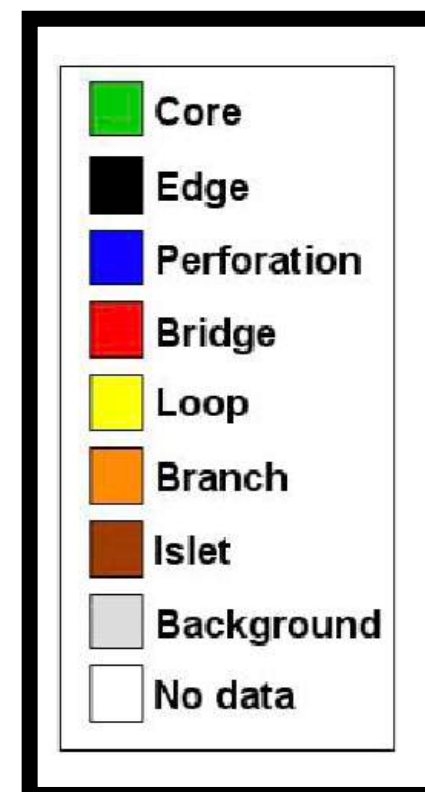 Core
Edge
Perforation
Bridge
Loop
Branch
Islet
Background
No data